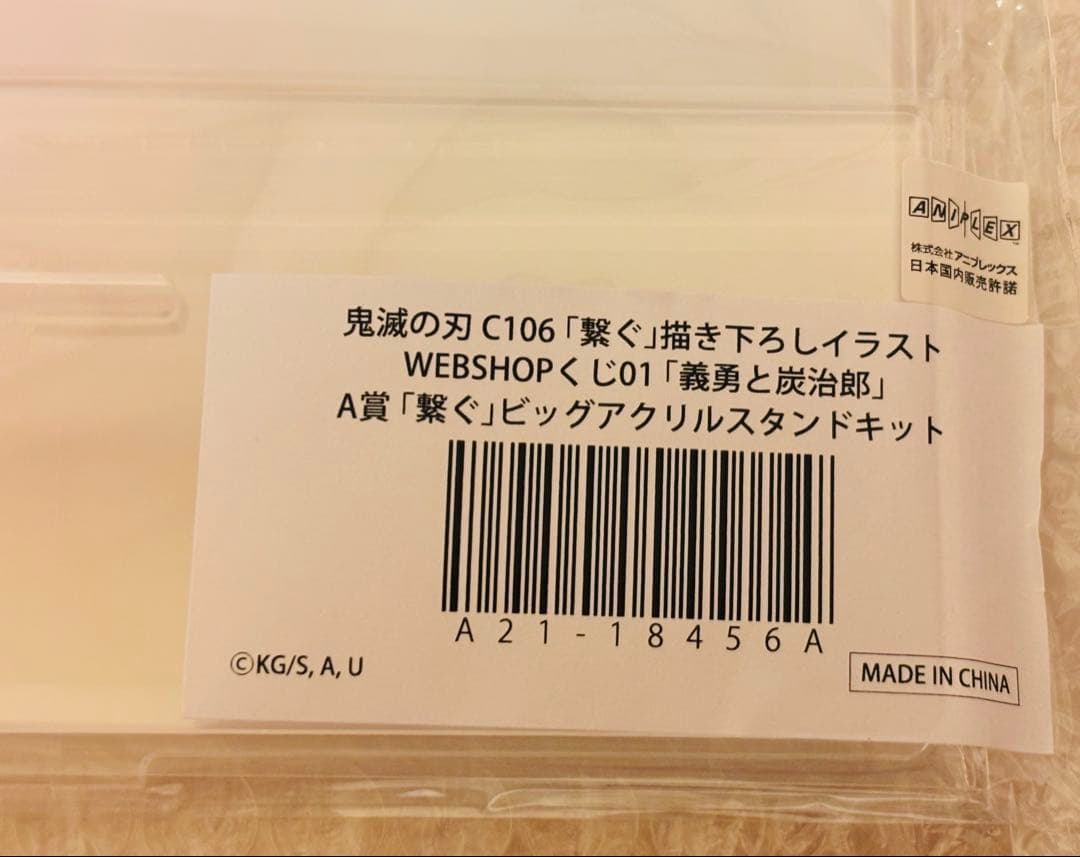 ANIPLEX
株式会社アニプレックス
日本国内販売許諾
鬼滅の刃 C106「繋ぐ」描き下ろしイラスト
WEBSHOPくじ01「義勇と炭治郎」
A賞「繋ぐ」ビッグアクリルスタンドキット
A21-18456A
©KG/S, A, U
MADE IN CHINA